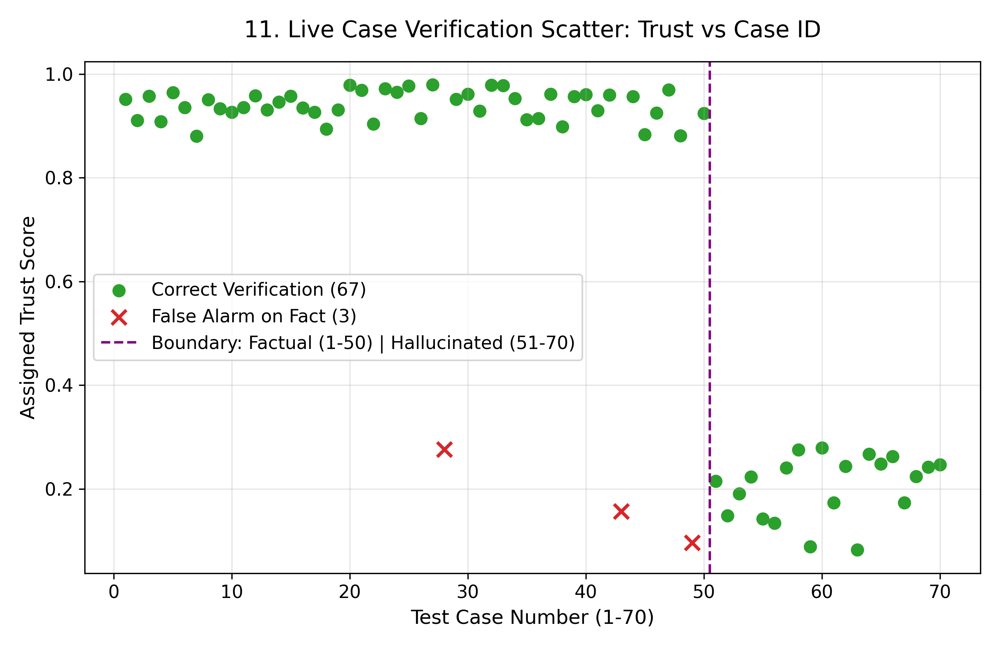 11. Live Case Verification Scatter: Trust vs Case ID
Assigned Trust Score
1.0
0.8
0.6
0.4
0.2
Correct Verification (67)
False Alarm on Fact (3)
Boundary: Factual (1-50) | Hallucinated (51-70)
0 10 20 30 40 50 60 70
Test Case Number (1-70)